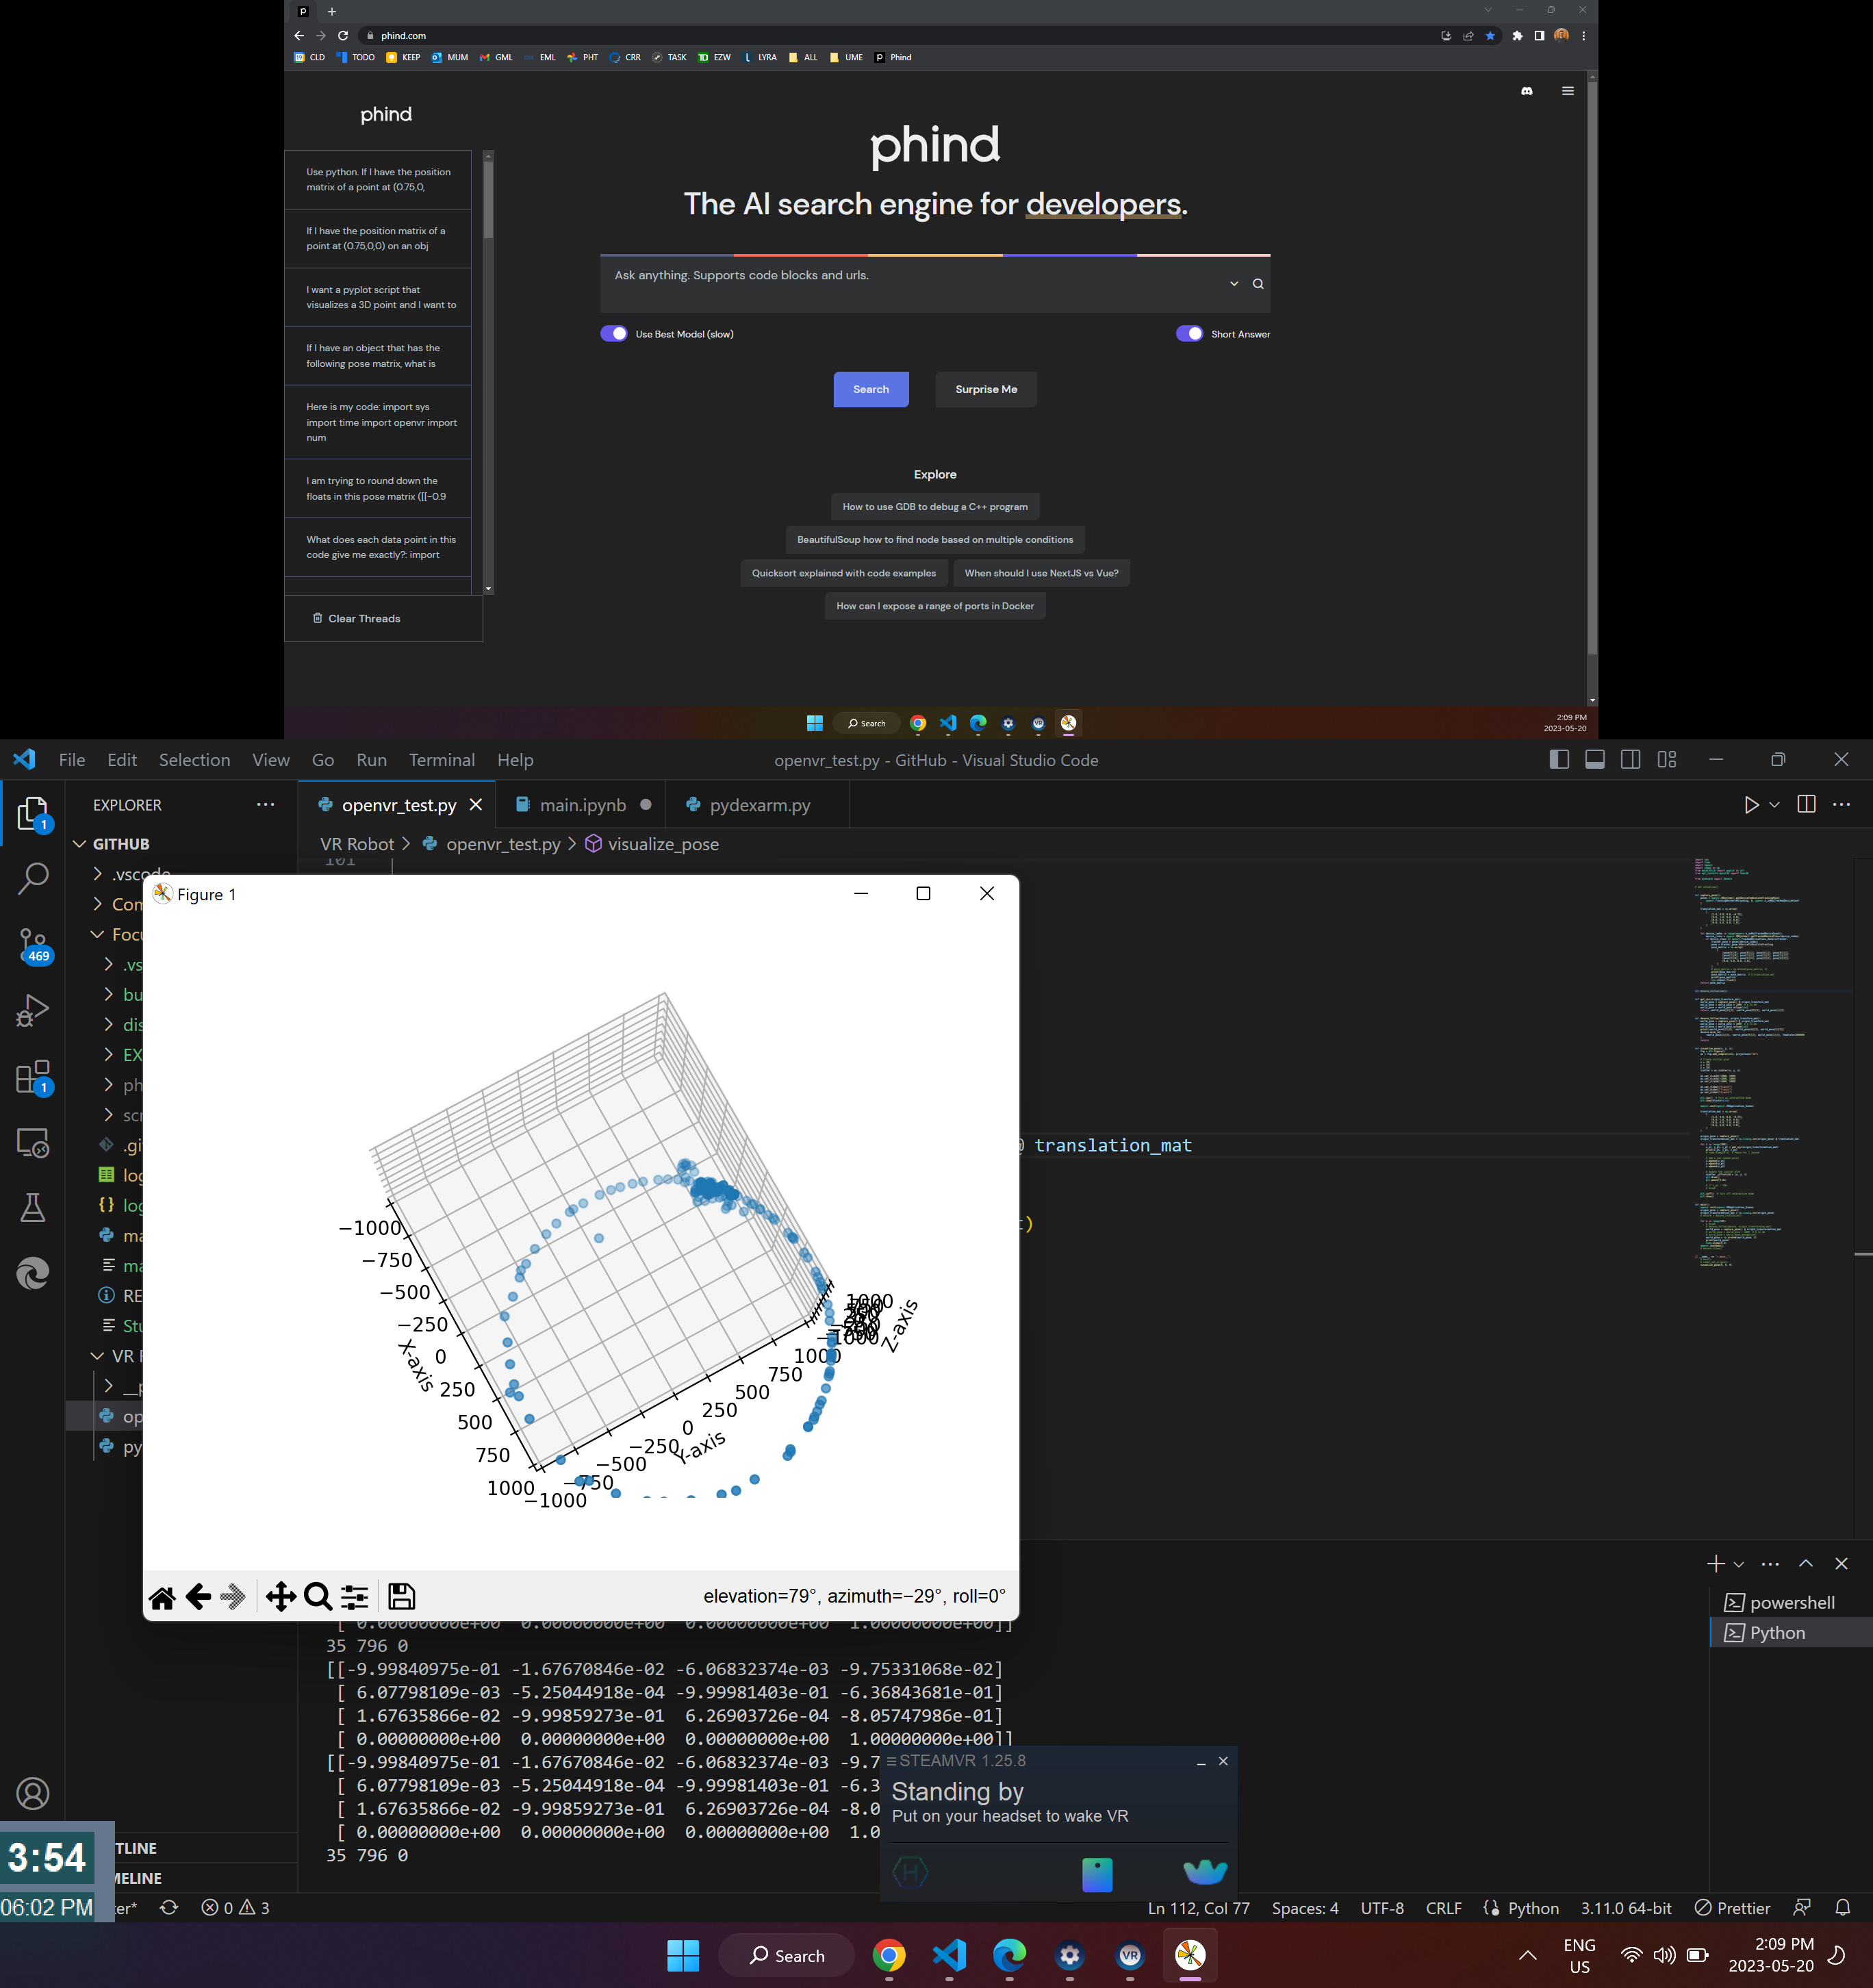 phind.com
CLD TODO KEEP MUM GML EML PHT CRR TASK EZW LYRA ALL UME Phind
phind
Use python. If I have the position
matrix of a point at (0.75,0,
If I have the position matrix of a
point at (0.75,0,0) on an obj
I want a pyplot script that
visualizes a 3D point and I want to
If I have an object that has the
following pose matrix, what is
Here is my code: import sys
import time import openvr import
num
I am trying to round down the
floats in this pose matrix ([[-0.9
What does each data point in this
code give me exactly?: import
Clear Threads
phind
The AI search engine for developers.
Ask anything. Supports code blocks and urls.
Use Best Model (slow) Short Answer
Search Surprise Me
Explore
How to use GDB to debug a C++ program
BeautifulSoup how to find node based on multiple conditions
Quicksort explained with code examples When should I use NextJS vs Vue?
How can I expose a range of ports in Docker
Search
2:09 PM
2023-05-20
File Edit Selection View Go Run Terminal Help openvr_test.py - GitHub - Visual Studio Code
EXPLORER
openvr_test.py main.ipynb pydexarm.py
GITHUB
VR Robot > openvr_test.py > visualize_pose
101
.vscode
Com
Focu
.vs
bu
dis
EX
ph
scr
.gi
log
log
ma
ma
RE
Stu
VR R
__p
op
py
1
469
1
@ translation_mat
)
Figure 1
−1000
−750
−500
−250
0
250
500
750
1000
X-axis
−1000
−750
−500
−250
0
250
500
750
1000
Y-axis
1000
−1000
Z-axis
elevation=79°, azimuth=−29°, roll=0°
powershell
Python
[ 0.00000000e+00 0.00000000e+00 0.00000000e+00 1.00000000e+00]]
35 796 0
[[-9.99840975e-01 -1.67670846e-02 -6.06832374e-03 -9.75331068e-02]
[ 6.07798109e-03 -5.25044918e-04 -9.99981403e-01 -6.36843681e-01]
[ 1.67635866e-02 -9.99859273e-01 6.26903726e-04 -8.05747986e-01]
[ 0.00000000e+00 0.00000000e+00 0.00000000e+00 1.00000000e+00]]
[[-9.99840975e-01 -1.67670846e-02 -6.06832374e-03 -9.7
[ 6.07798109e-03 -5.25044918e-04 -9.99981403e-01 -6.3
[ 1.67635866e-02 -9.99859273e-01 6.26903726e-04 -8.0
[ 0.00000000e+00 0.00000000e+00 0.00000000e+00 1.0
35 796 0
STEAMVR 1.25.8
Standing by
Put on your headset to wake VR
3:54
06:02 PM
TLINE
MELINE
ter* 0 3
Ln 112, Col 77 Spaces: 4 UTF-8 CRLF Python 3.11.0 64-bit Prettier
Search
ENG
US
2:09 PM
2023-05-20